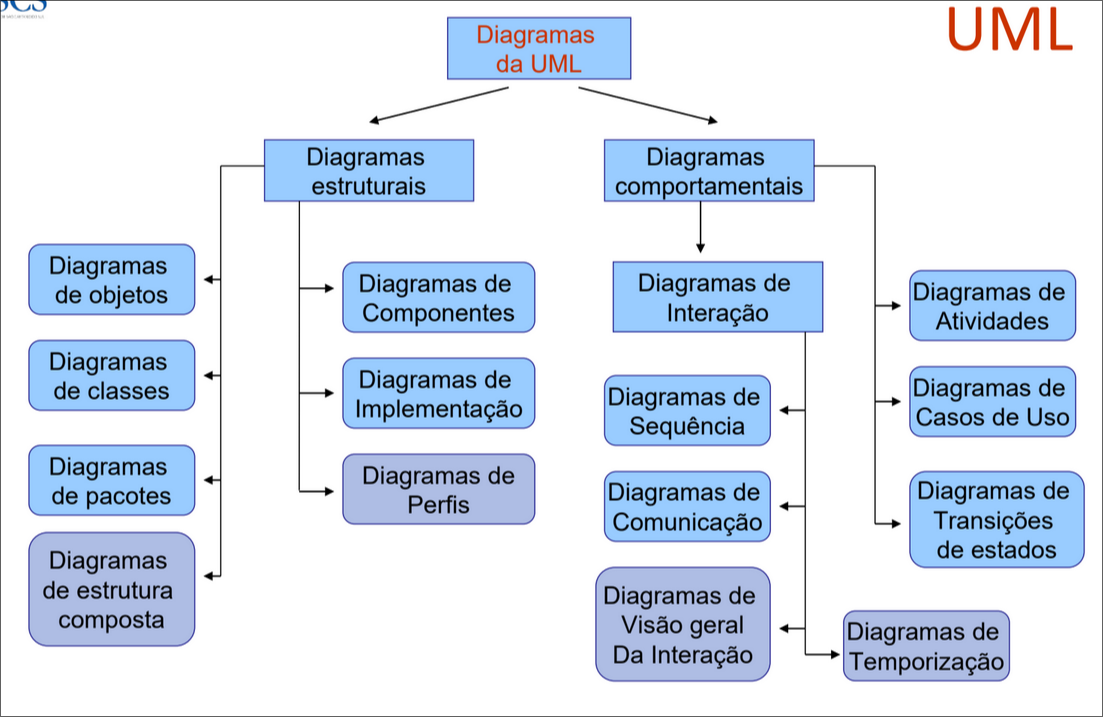 UML
Diagramas
da UML
Diagramas
estruturais
Diagramas
comportamentais
Diagramas
de objetos
Diagramas
de classes
Diagramas
de pacotes
Diagramas
de estrutura
composta
Diagramas de
Componentes
Diagramas de
Implementação
Diagramas de
Perfis
Diagramas de
Interação
Diagramas de
Sequência
Diagramas de
Comunicação
Diagramas de
Visão geral
Da Interação
Diagramas de
Temporização
Diagramas de
Atividades
Diagramas de
Casos de Uso
Diagramas de
Transições
de estados